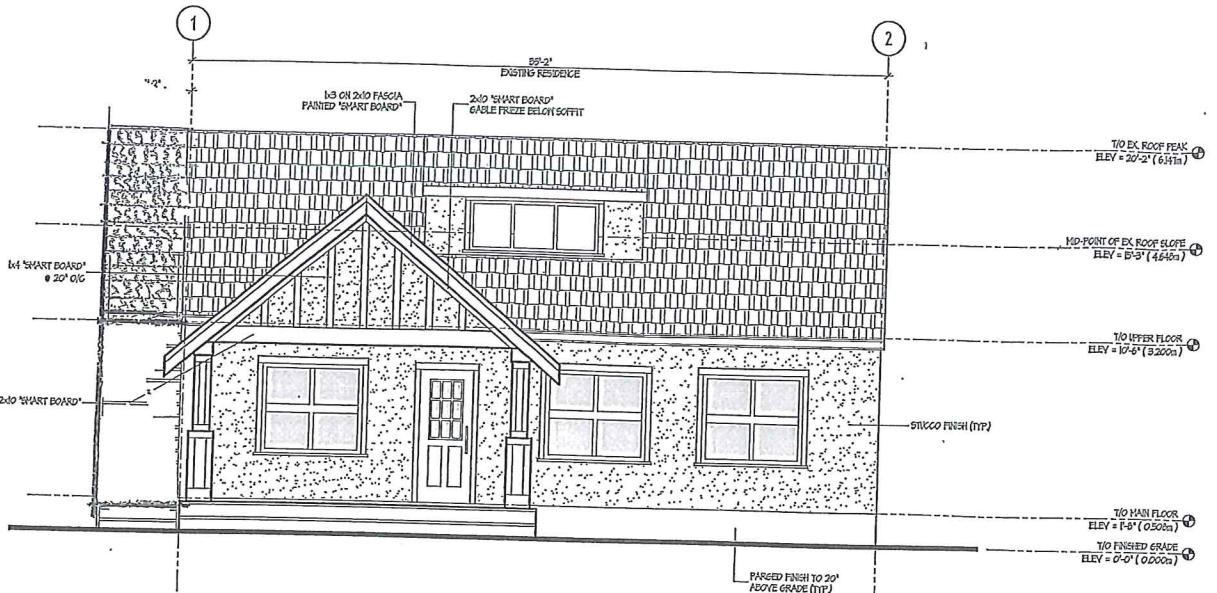 1
2
35'-2"
EXISTING RESIDENCE
1x3 ON 2x10 FASCIA
PAINTED "SMART BOARD"
2x10 "SMART BOARD"
GABLE FRIEZE BELOW SOFFIT
T/O EX. ROOF PEAK
ELEV = 20'-2" (6.147m)
MID-POINT OF EX. ROOF SLOPE
ELEV = 15'-3" (4.648m)
1x4 "SMART BOARD"
@ 20" O/C
T/O UPPER FLOOR
ELEV = 10'-6" (3.200m)
2x10 "SMART BOARD"
STUCCO FINISH (TYP.)
T/O MAIN FLOOR
ELEV = 1'-8" (0.508m)
T/O FINISHED GRADE
ELEV = 0'-0" (0.000m)
PARGED FINISH TO 20"
ABOVE GRADE (TYP.)